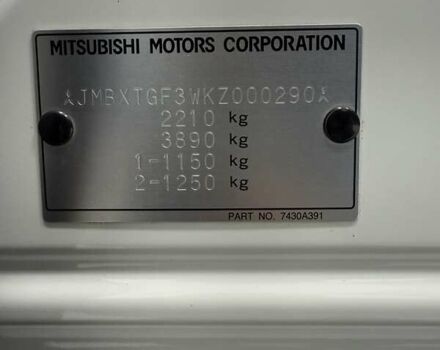 MITSUBISHI MOTORS CORPORATION
*JMBXTGF3WKZ000290*
2210 kg
3890 kg
1-1150 kg
2-1250 kg
PART NO. 7430A391